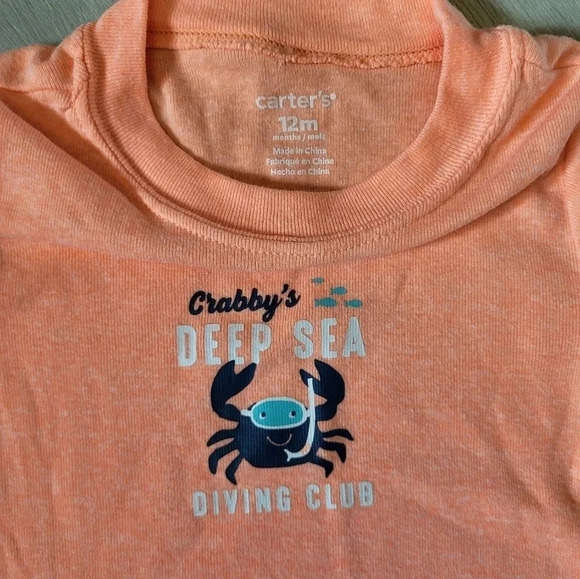 carter's®
12m
months / mois
Made in China
Fabriqué en Chine
Hecho en China
Crabby's
DEEP SEA
DIVING CLUB